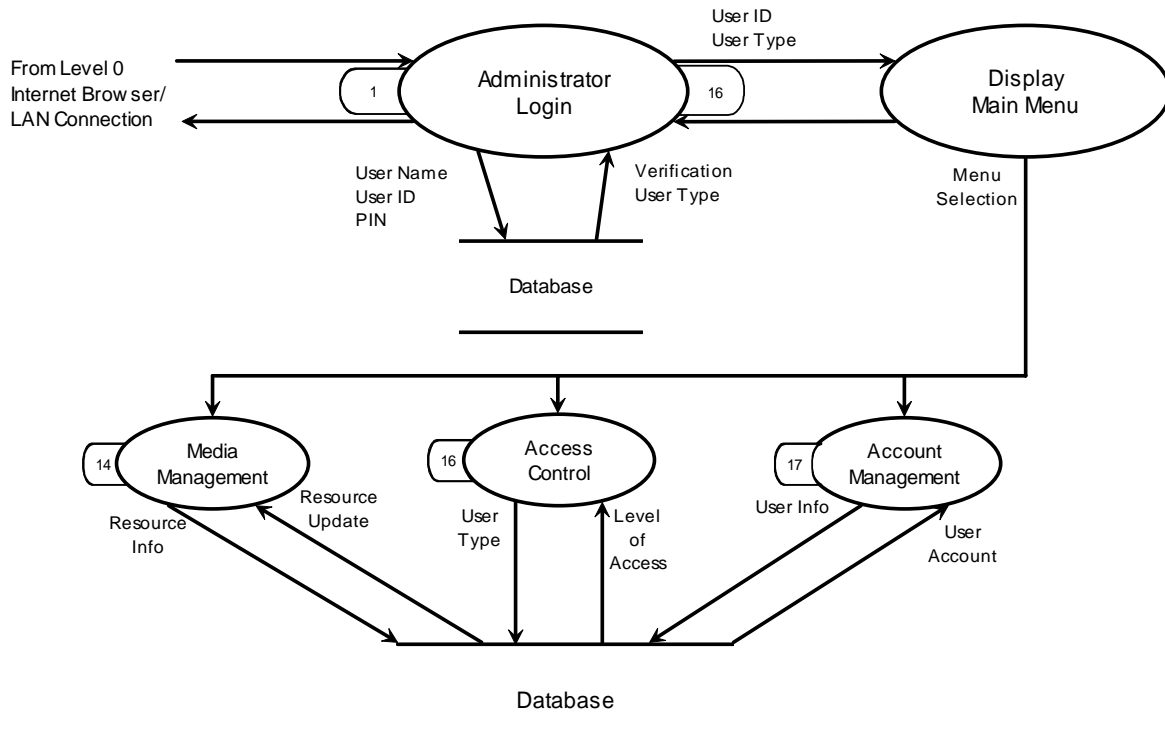 User ID
User Type
From Level 0
Internet Browser/
LAN Connection
1
Administrator
Login
16
Display
Main Menu
User Name
User ID
PIN
Verification
User Type
Menu
Selection
Database
14
Media
Management
16
Access
Control
17
Account
Management
Resource
Info
Resource
Update
User
Type
Level
of
Access
User Info
User
Account
Database